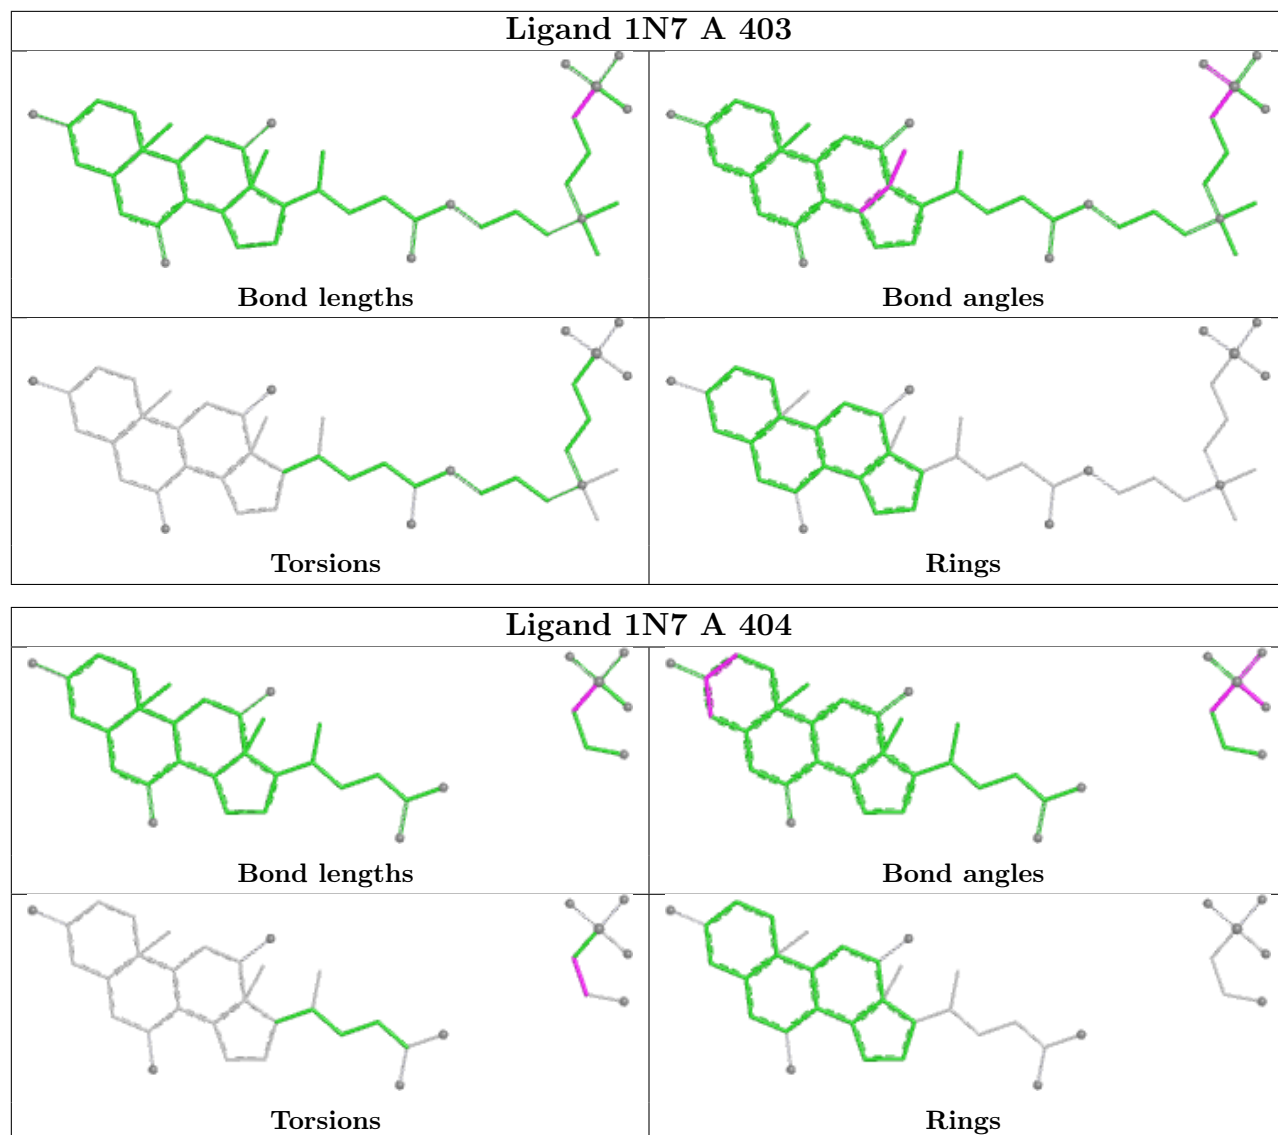 Ligand 1N7 A 403
Bond lengths
Bond angles
Torsions
Rings
Ligand 1N7 A 404
Bond lengths
Bond angles
Torsions
Rings